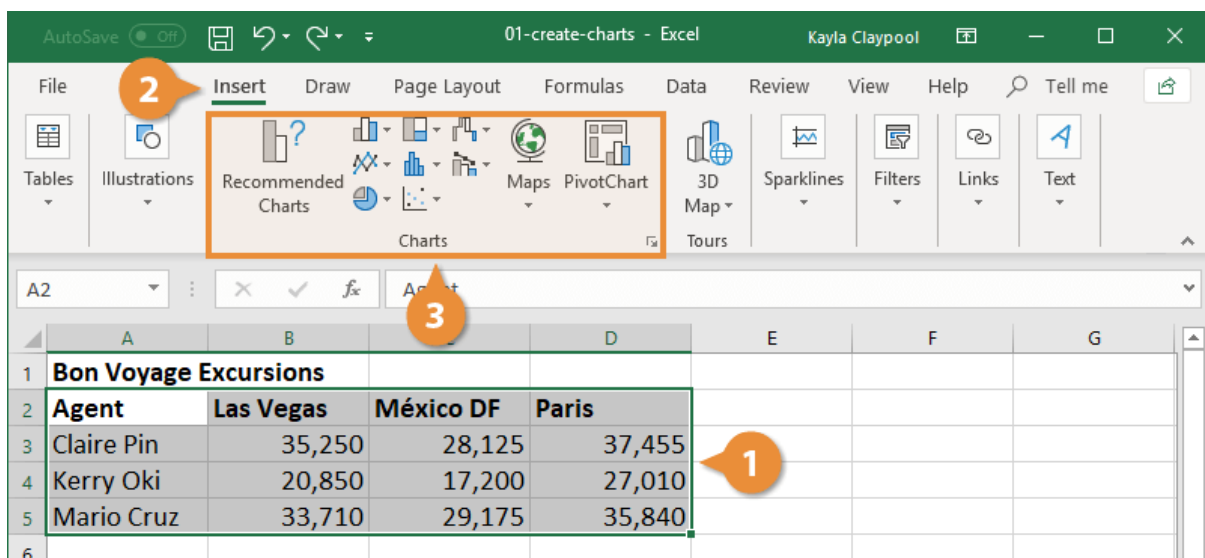 AutoSave Off 01-create-charts - Excel Kayla Claypool
File 2 Insert Draw Page Layout Formulas Data Review View Help Tell me
?
Tables Illustrations Recommended Charts Maps PivotChart 3D Map Sparklines Filters Links Text
Charts Tours
A2 fx
3
A B D E F G
1 Bon Voyage Excursions
2 Agent Las Vegas México DF Paris
3 Claire Pin 35,250 28,125 37,455
1
4 Kerry Oki 20,850 17,200 27,010
5 Mario Cruz 33,710 29,175 35,840
6